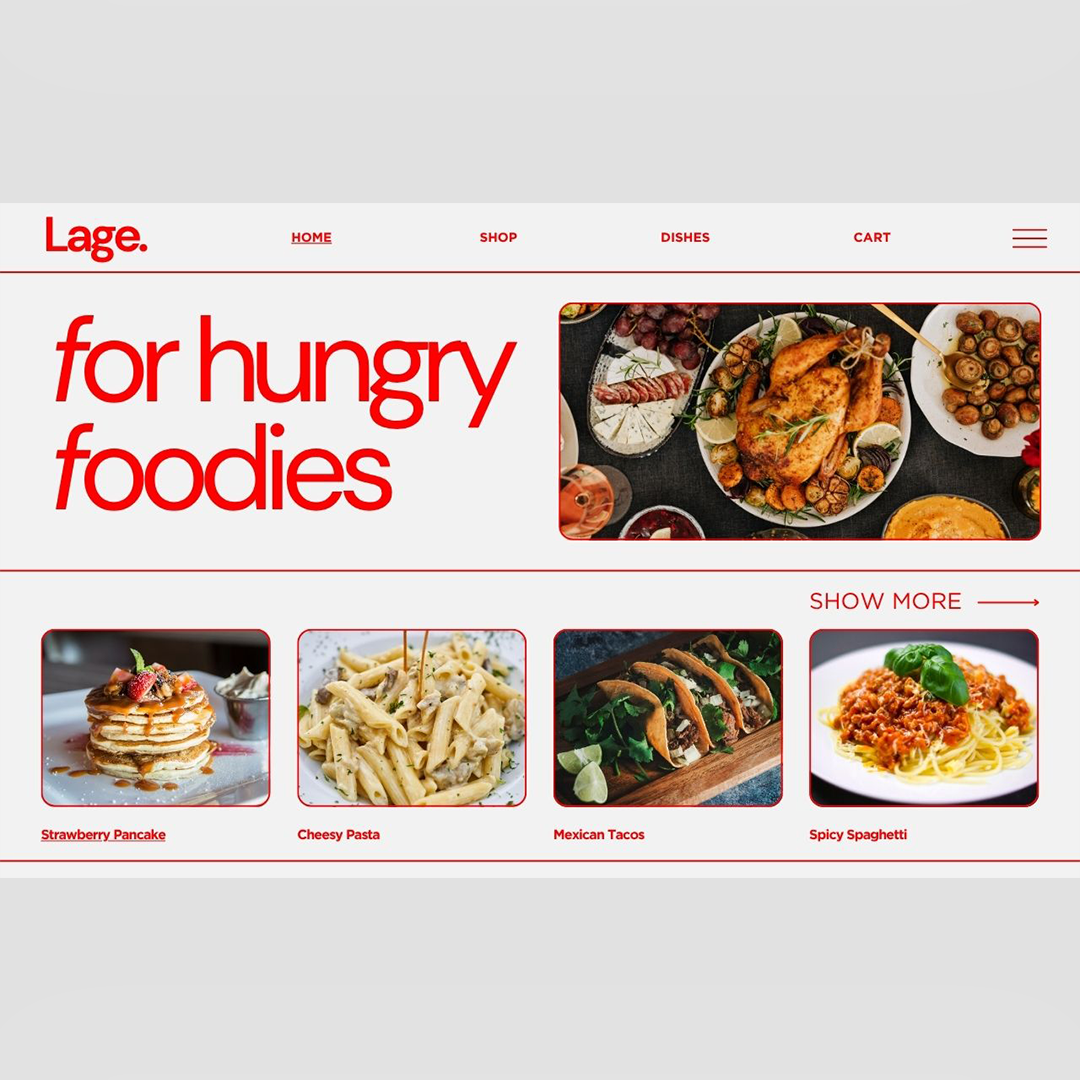 Lage.
HOME
SHOP
DISHES
CART
for hungry
foodies
SHOW MORE
Strawberry Pancake
Cheesy Pasta
Mexican Tacos
Spicy Spaghetti